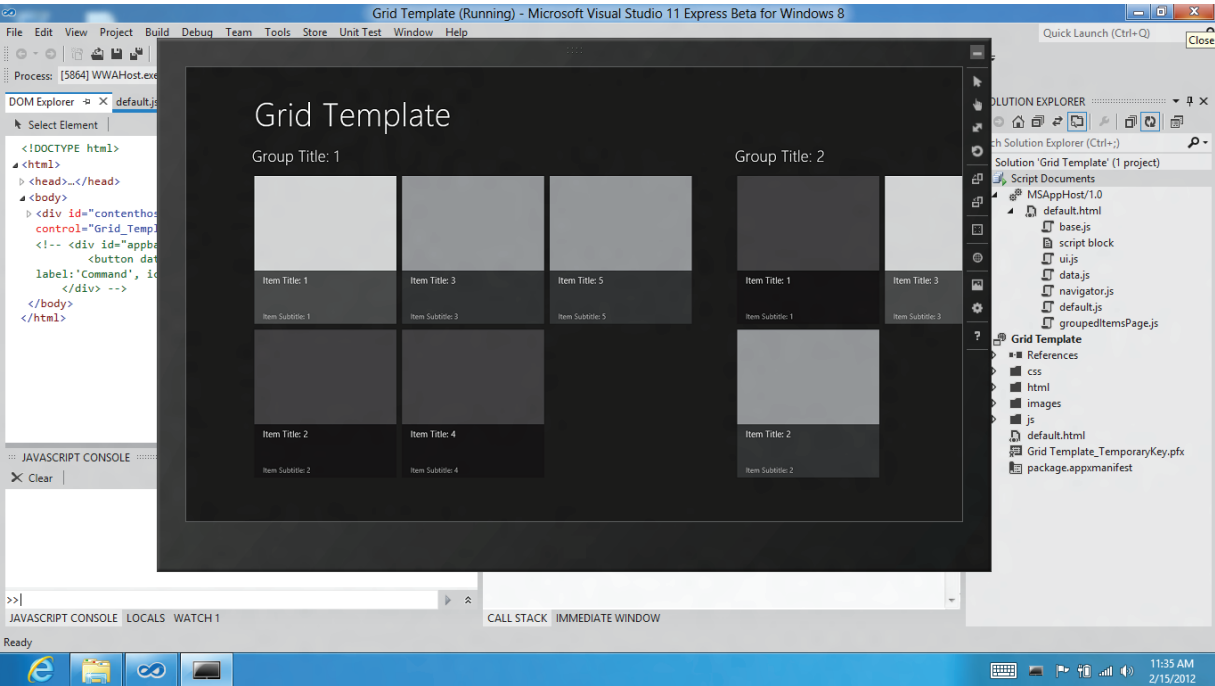 Grid Template (Running) - Microsoft Visual Studio 11 Express Beta for Windows 8
File Edit View Project Build Debug Team Tools Store Unit Test Window Help
Quick Launch (Ctrl+Q)
Close
Process: [5864] WWAHost.exe
DOM Explorer default.js
Select Element
<!DOCTYPE html>
<html>
<head>…</head>
<body>
<div id="contenthos
control="Grid_Templ
<!-- <div id="appba
<button dat
label:'Command', ic
</div> -->
</body>
</html>
JAVASCRIPT CONSOLE
Clear
>>
JAVASCRIPT CONSOLE LOCALS WATCH 1
Ready
Grid Template
Group Title: 1
Item Title: 1
Item Subtitle: 1
Item Title: 3
Item Subtitle: 3
Item Title: 5
Item Subtitle: 5
Item Title: 2
Item Subtitle: 2
Item Title: 4
Item Subtitle: 4
Group Title: 2
Item Title: 1
Item Subtitle: 1
Item Title: 3
Item Subtitle: 3
Item Title: 2
Item Subtitle: 2
?
CALL STACK IMMEDIATE WINDOW
OLUTION EXPLORER
ch Solution Explorer (Ctrl+;)
Solution 'Grid Template' (1 project)
Script Documents
MSAppHost/1.0
default.html
base.js
script block
ui.js
data.js
navigator.js
default.js
groupedItemsPage.js
Grid Template
References
css
html
images
js
default.html
Grid Template_TemporaryKey.pfx
package.appxmanifest
11:35 AM
2/15/2012